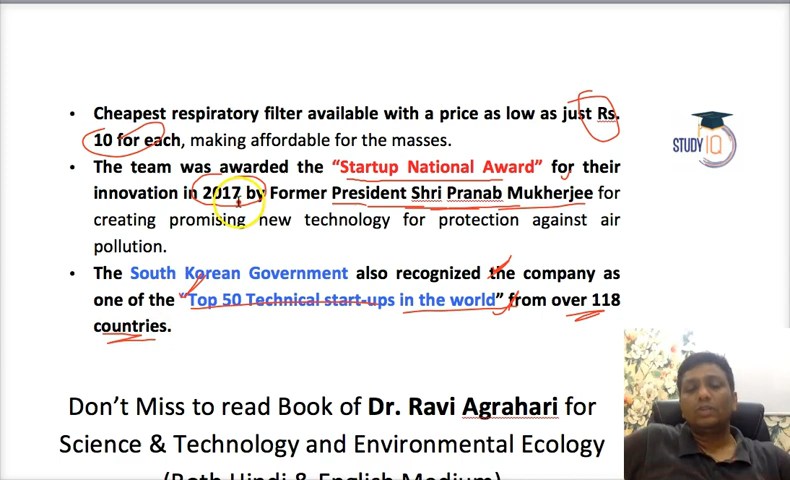 • Cheapest respiratory filter available with a price as low as just Rs.
10 for each, making affordable for the masses.
• The team was awarded the “Startup National Award” for their
innovation in 2017 by Former President Shri Pranab Mukherjee for
creating promising new technology for protection against air
pollution.
• The South Korean Government also recognized the company as
one of the “Top 50 Technical start-ups in the world” from over 118
countries.
STUDY IQ
Don’t Miss to read Book of Dr. Ravi Agrahari for
Science & Technology and Environmental Ecology
(Both Hindi & English Medium)